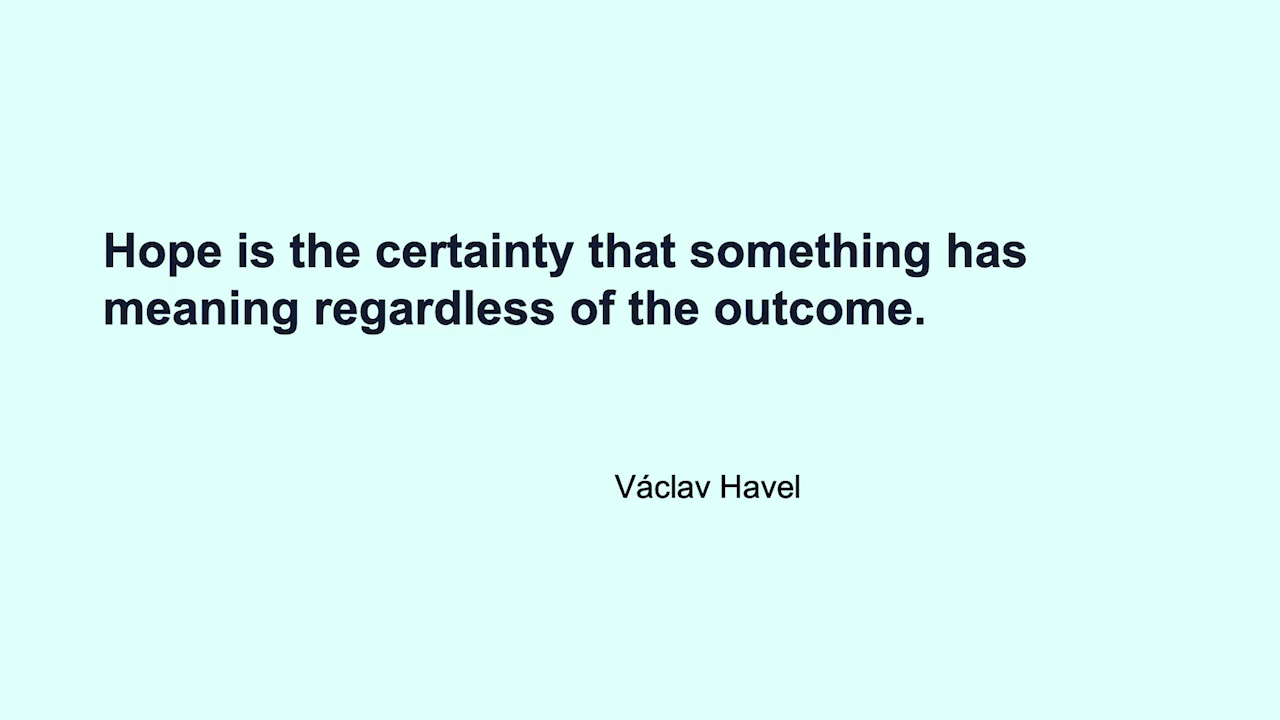 Hope is the certainty that something has
meaning regardless of the outcome.
Václav Havel